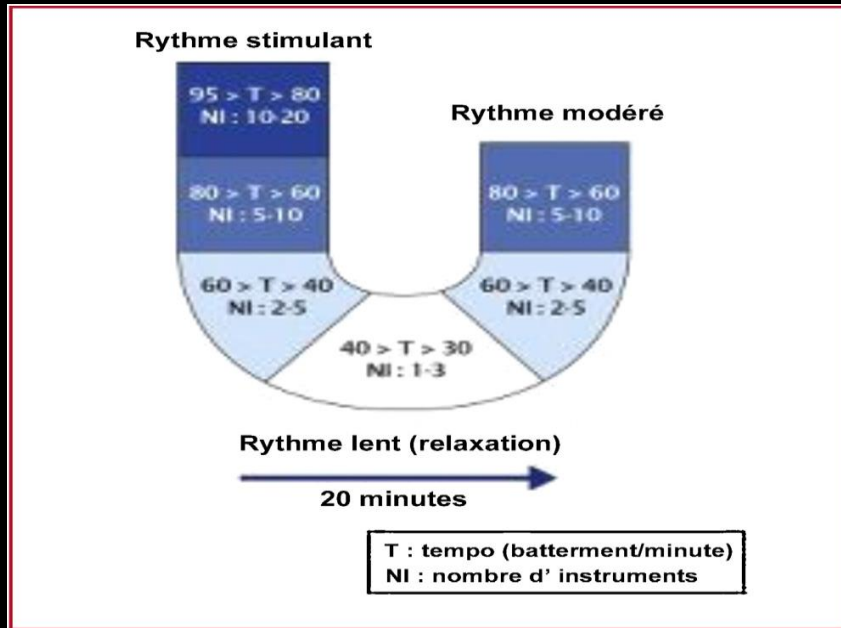 Rythme stimulant
95 > T > 80
NI : 10-20
80 > T > 60
NI : 5-10
60 > T > 40
NI : 2-5
40 > T > 30
NI : 1-3
Rythme modéré
80 > T > 60
NI : 5-10
60 > T > 40
NI : 2-5
Rythme lent (relaxation)
20 minutes
T : tempo (batterment/minute)
NI : nombre d' instruments